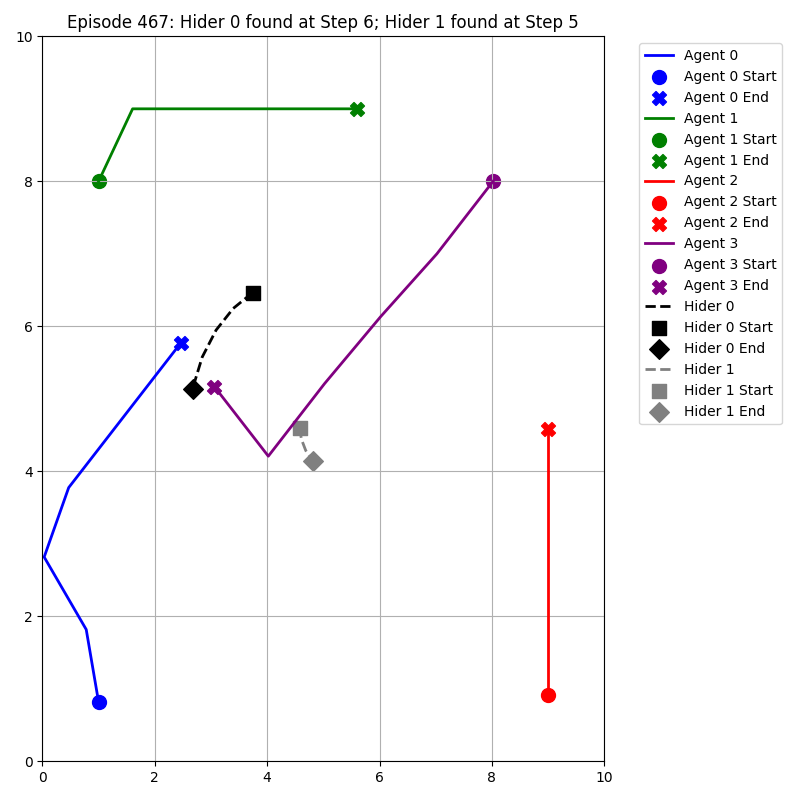 Episode 467: Hider 0 found at Step 6; Hider 1 found at Step 5
10
8
6
4
2
0
0 2 4 6 8 10
Agent 0
Agent 0 Start
Agent 0 End
Agent 1
Agent 1 Start
Agent 1 End
Agent 2
Agent 2 Start
Agent 2 End
Agent 3
Agent 3 Start
Agent 3 End
Hider 0
Hider 0 Start
Hider 0 End
Hider 1
Hider 1 Start
Hider 1 End